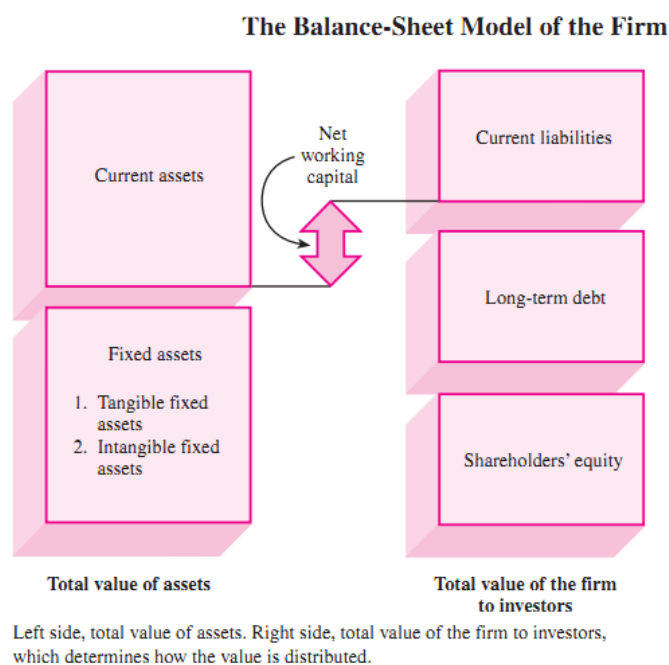 The Balance-Sheet Model of the Firm
Current assets
Net
working
capital
Current liabilities
Long-term debt
Fixed assets
1. Tangible fixed
assets
2. Intangible fixed
assets
Shareholders' equity
Total value of assets
Total value of the firm
to investors
Left side, total value of assets. Right side, total value of the firm to investors,
which determines how the value is distributed.